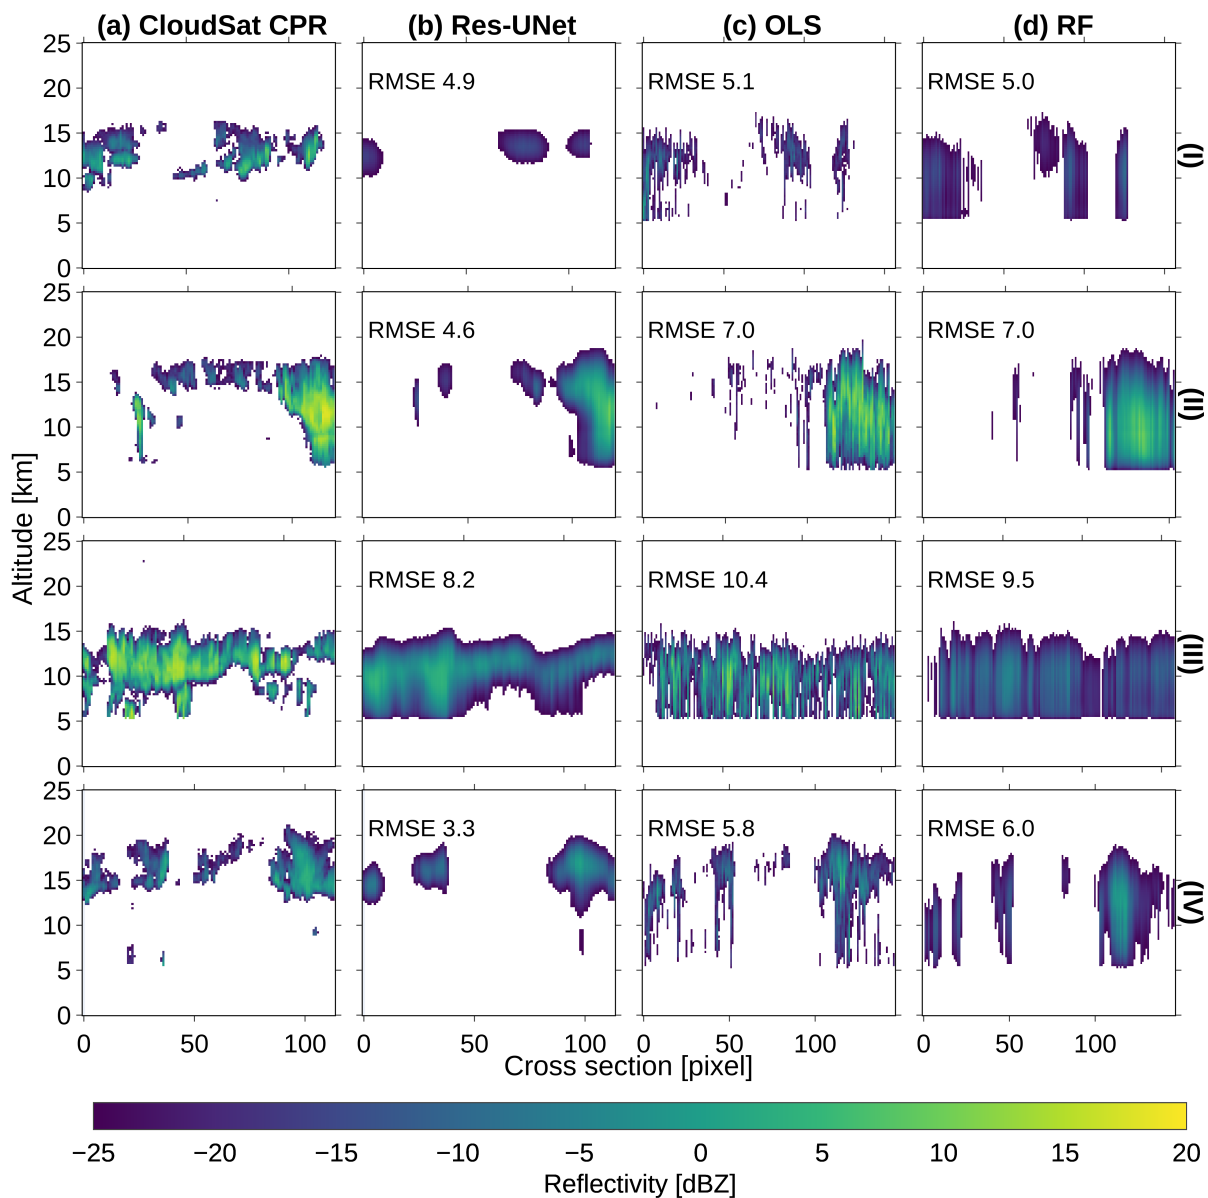 (a) CloudSat CPR
(b) Res-UNet
(c) OLS
(d) RF
25
20
15
10
5
0
RMSE 4.9
RMSE 5.1
RMSE 5.0
(I)
25
20
15
10
5
0
RMSE 4.6
RMSE 7.0
RMSE 7.0
(II)
Altitude [km]
25
20
15
10
5
0
RMSE 8.2
RMSE 10.4
RMSE 9.5
(III)
25
20
15
10
5
0
RMSE 3.3
RMSE 5.8
RMSE 6.0
(IV)
0 50 100
0 50 100
0 50 100
0 50 100
Cross section [pixel]
−25 −20 −15 −10 −5 0 5 10 15 20
Reflectivity [dBZ]